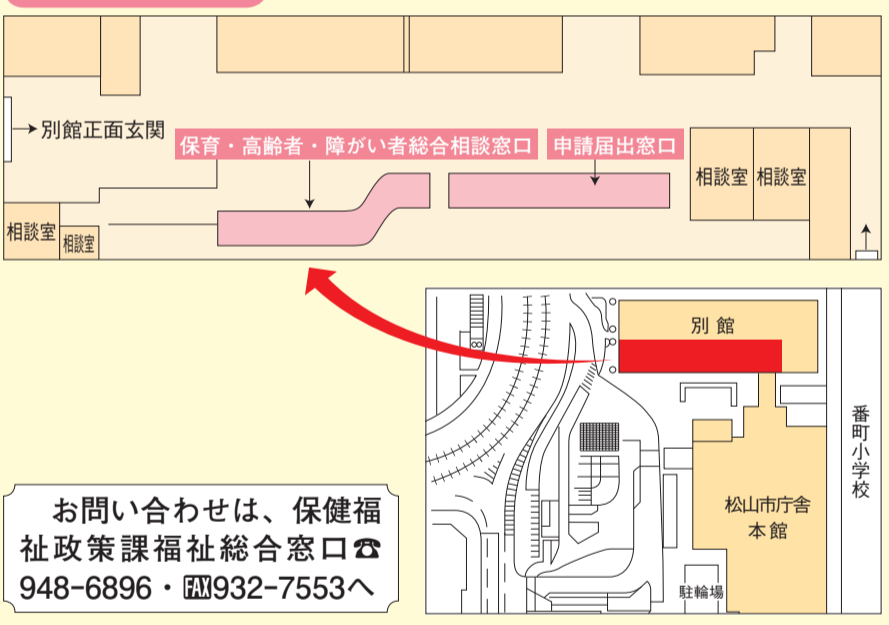 別館正面玄関
保育・高齢者・障がい者総合相談窓口
申請届出窓口
相談室
相談室
相談室
相談室
別館
番町小学校
松山市庁舎
本館
駐輪場
お問い合わせは、保健福
祉政策課福祉総合窓口☎
948-6896・FAX932-7553へ